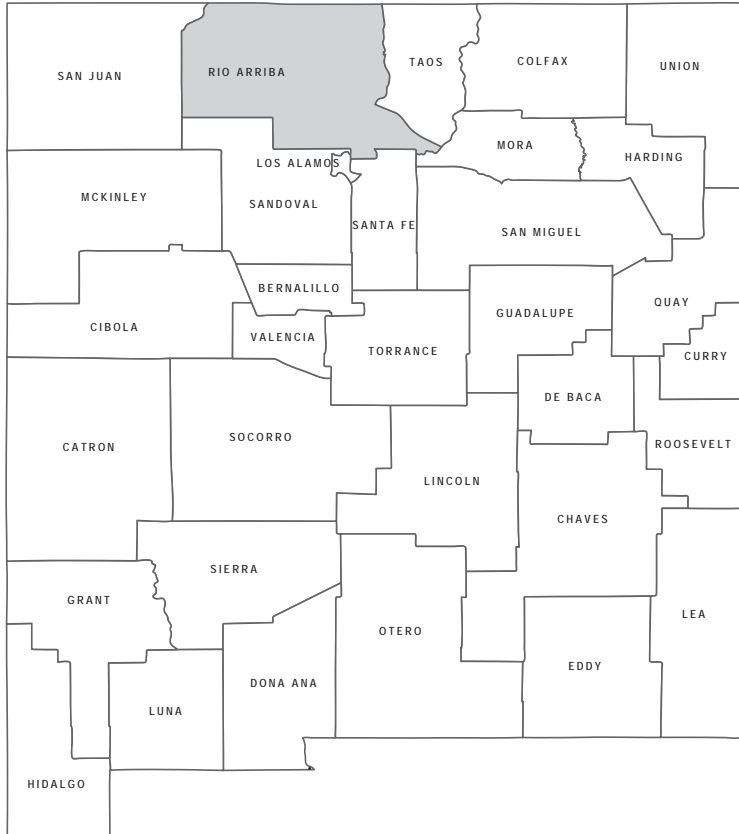 SAN JUAN
RIO ARRIBA
TAOS
COLFAX
UNION
MORA
HARDING
LOS ALAMOS
MCKINLEY
SANDOVAL
SANTA FE
SAN MIGUEL
BERNALILLO
QUAY
GUADALUPE
CIBOLA
VALENCIA
TORRANCE
CURRY
DE BACA
SOCORRO
ROOSEVELT
CATRON
LINCOLN
CHAVES
SIERRA
GRANT
LEA
OTERO
EDDY
DONA ANA
LUNA
HIDALGO